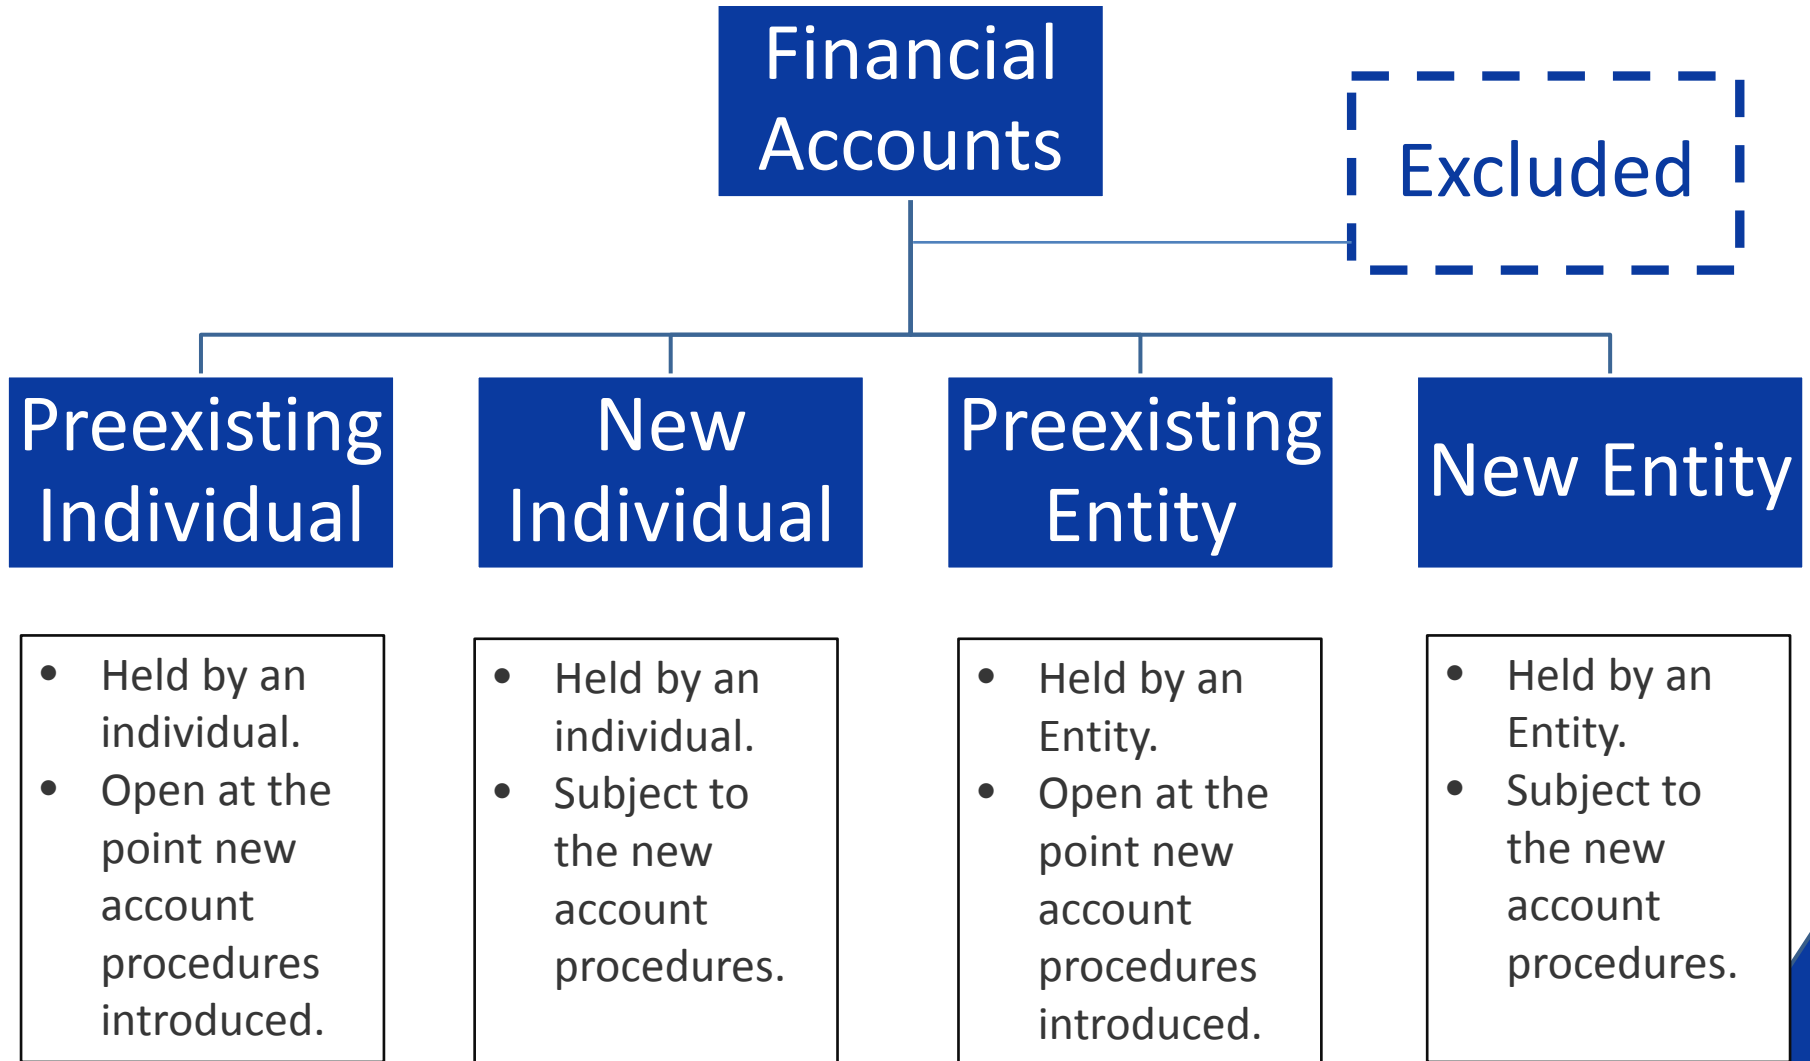 Financial
Accounts
Excluded
Preexisting
Individual
New
Individual
Preexisting
Entity
New Entity
• Held by an
individual.
• Open at the
point new
account
procedures
introduced.
• Held by an
individual.
• Subject to
the new
account
procedures.
• Held by an
Entity.
• Open at the
point new
account
procedures
introduced.
• Held by an
Entity.
• Subject to
the new
account
procedures.